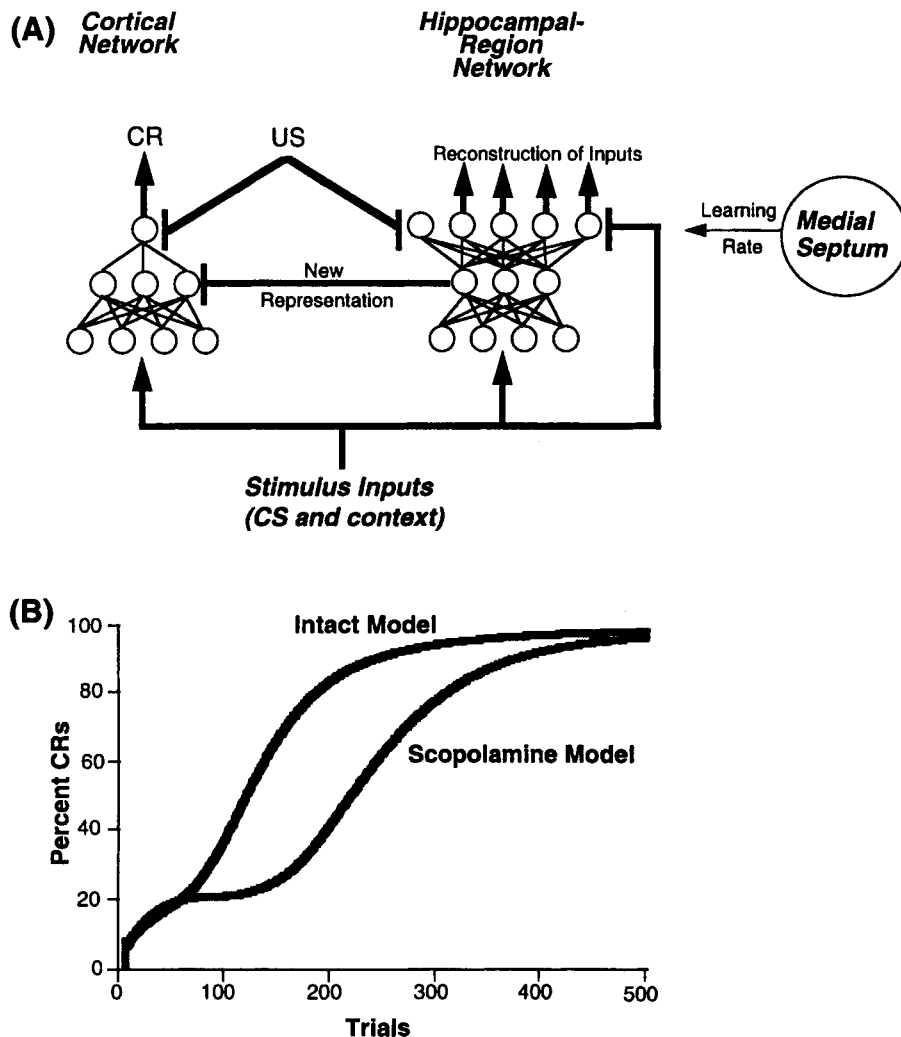 (A)
Cortical
Network
Hippocampal-
Region
Network
CR
US
Reconstruction of Inputs
Learning
Rate
Medial
Septum
New
Representation
Stimulus Inputs
(CS and context)
(B)
100
80
60
40
20
0
Percent CRs
Intact Model
Scopolamine Model
0
100
200
300
400
500
Trials